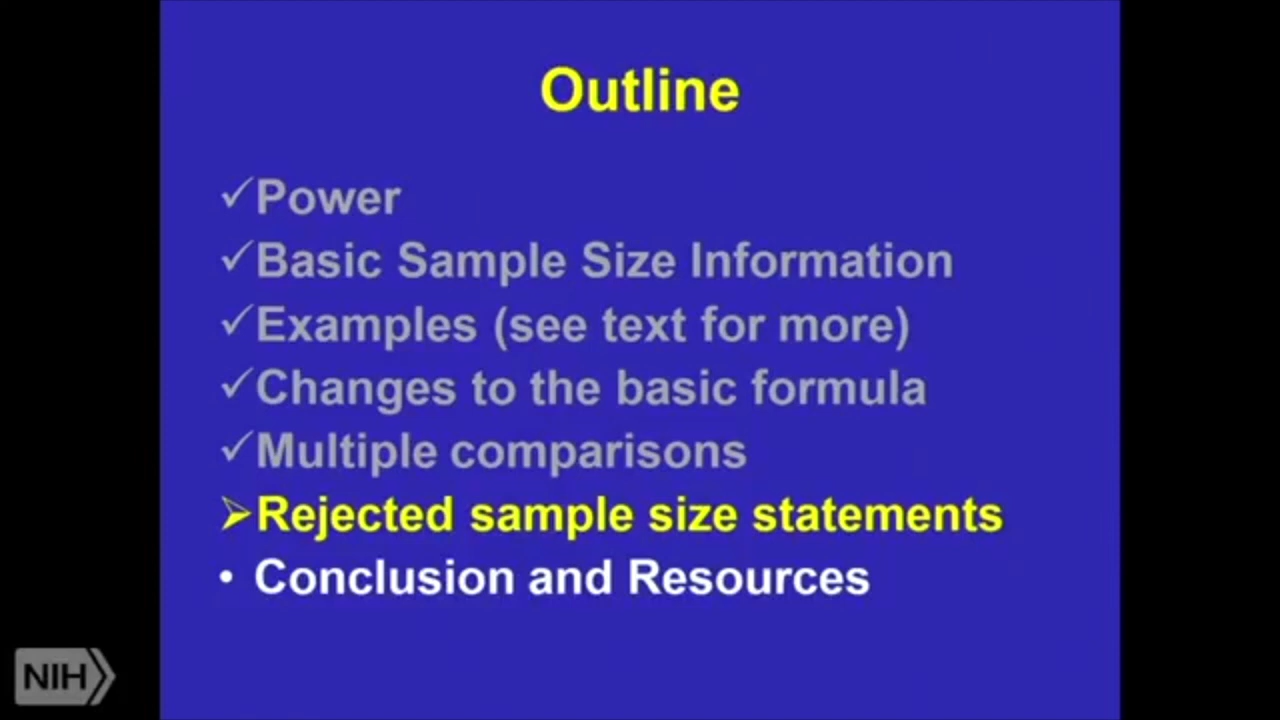 Outline
✓Power
✓Basic Sample Size Information
✓Examples (see text for more)
✓Changes to the basic formula
✓Multiple comparisons
➢Rejected sample size statements
• Conclusion and Resources
NIH